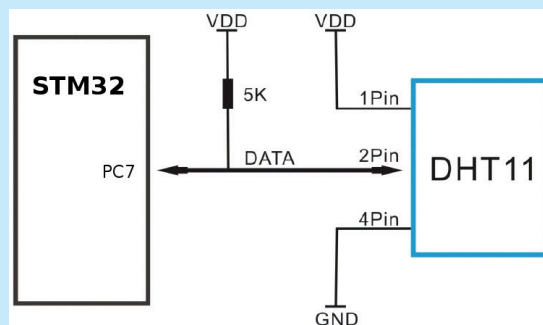 VDD
VDD
STM32
5K
1Pin
PC7
DATA
2Pin
DHT11
4Pin
GND